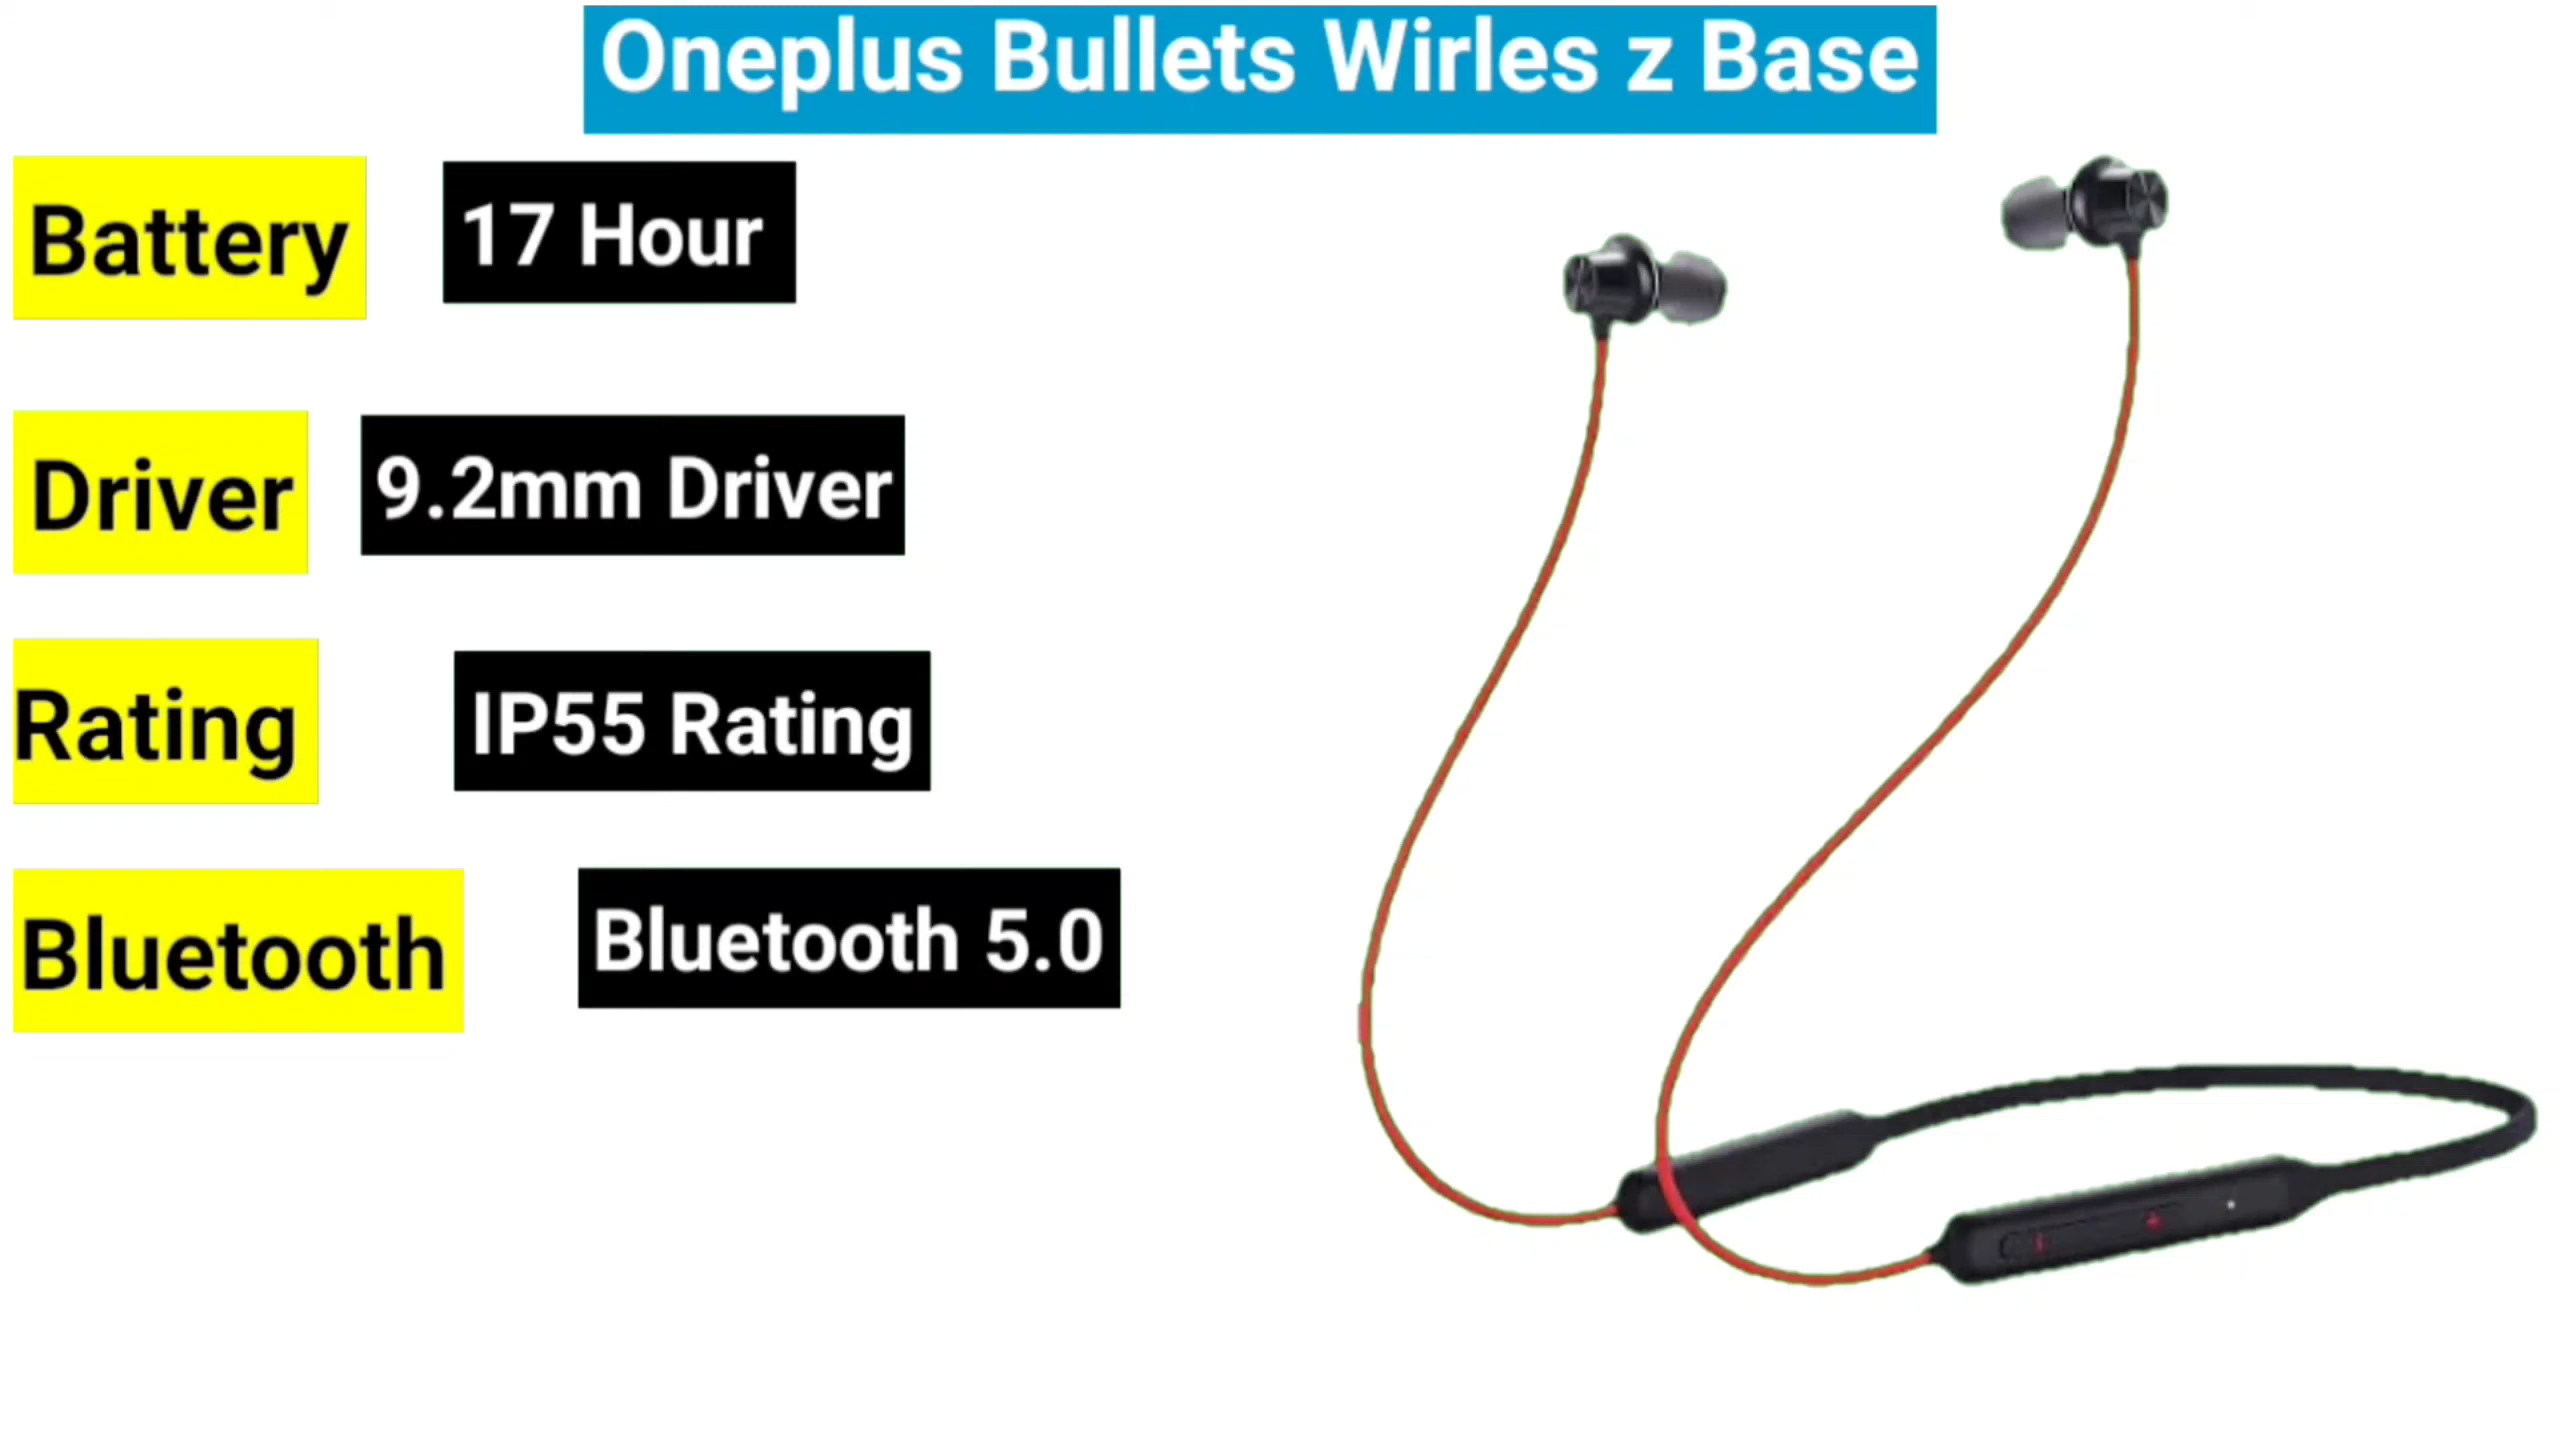 Oneplus Bullets Wirles z Base
Battery 17 Hour
Driver 9.2mm Driver
Rating IP55 Rating
Bluetooth Bluetooth 5.0